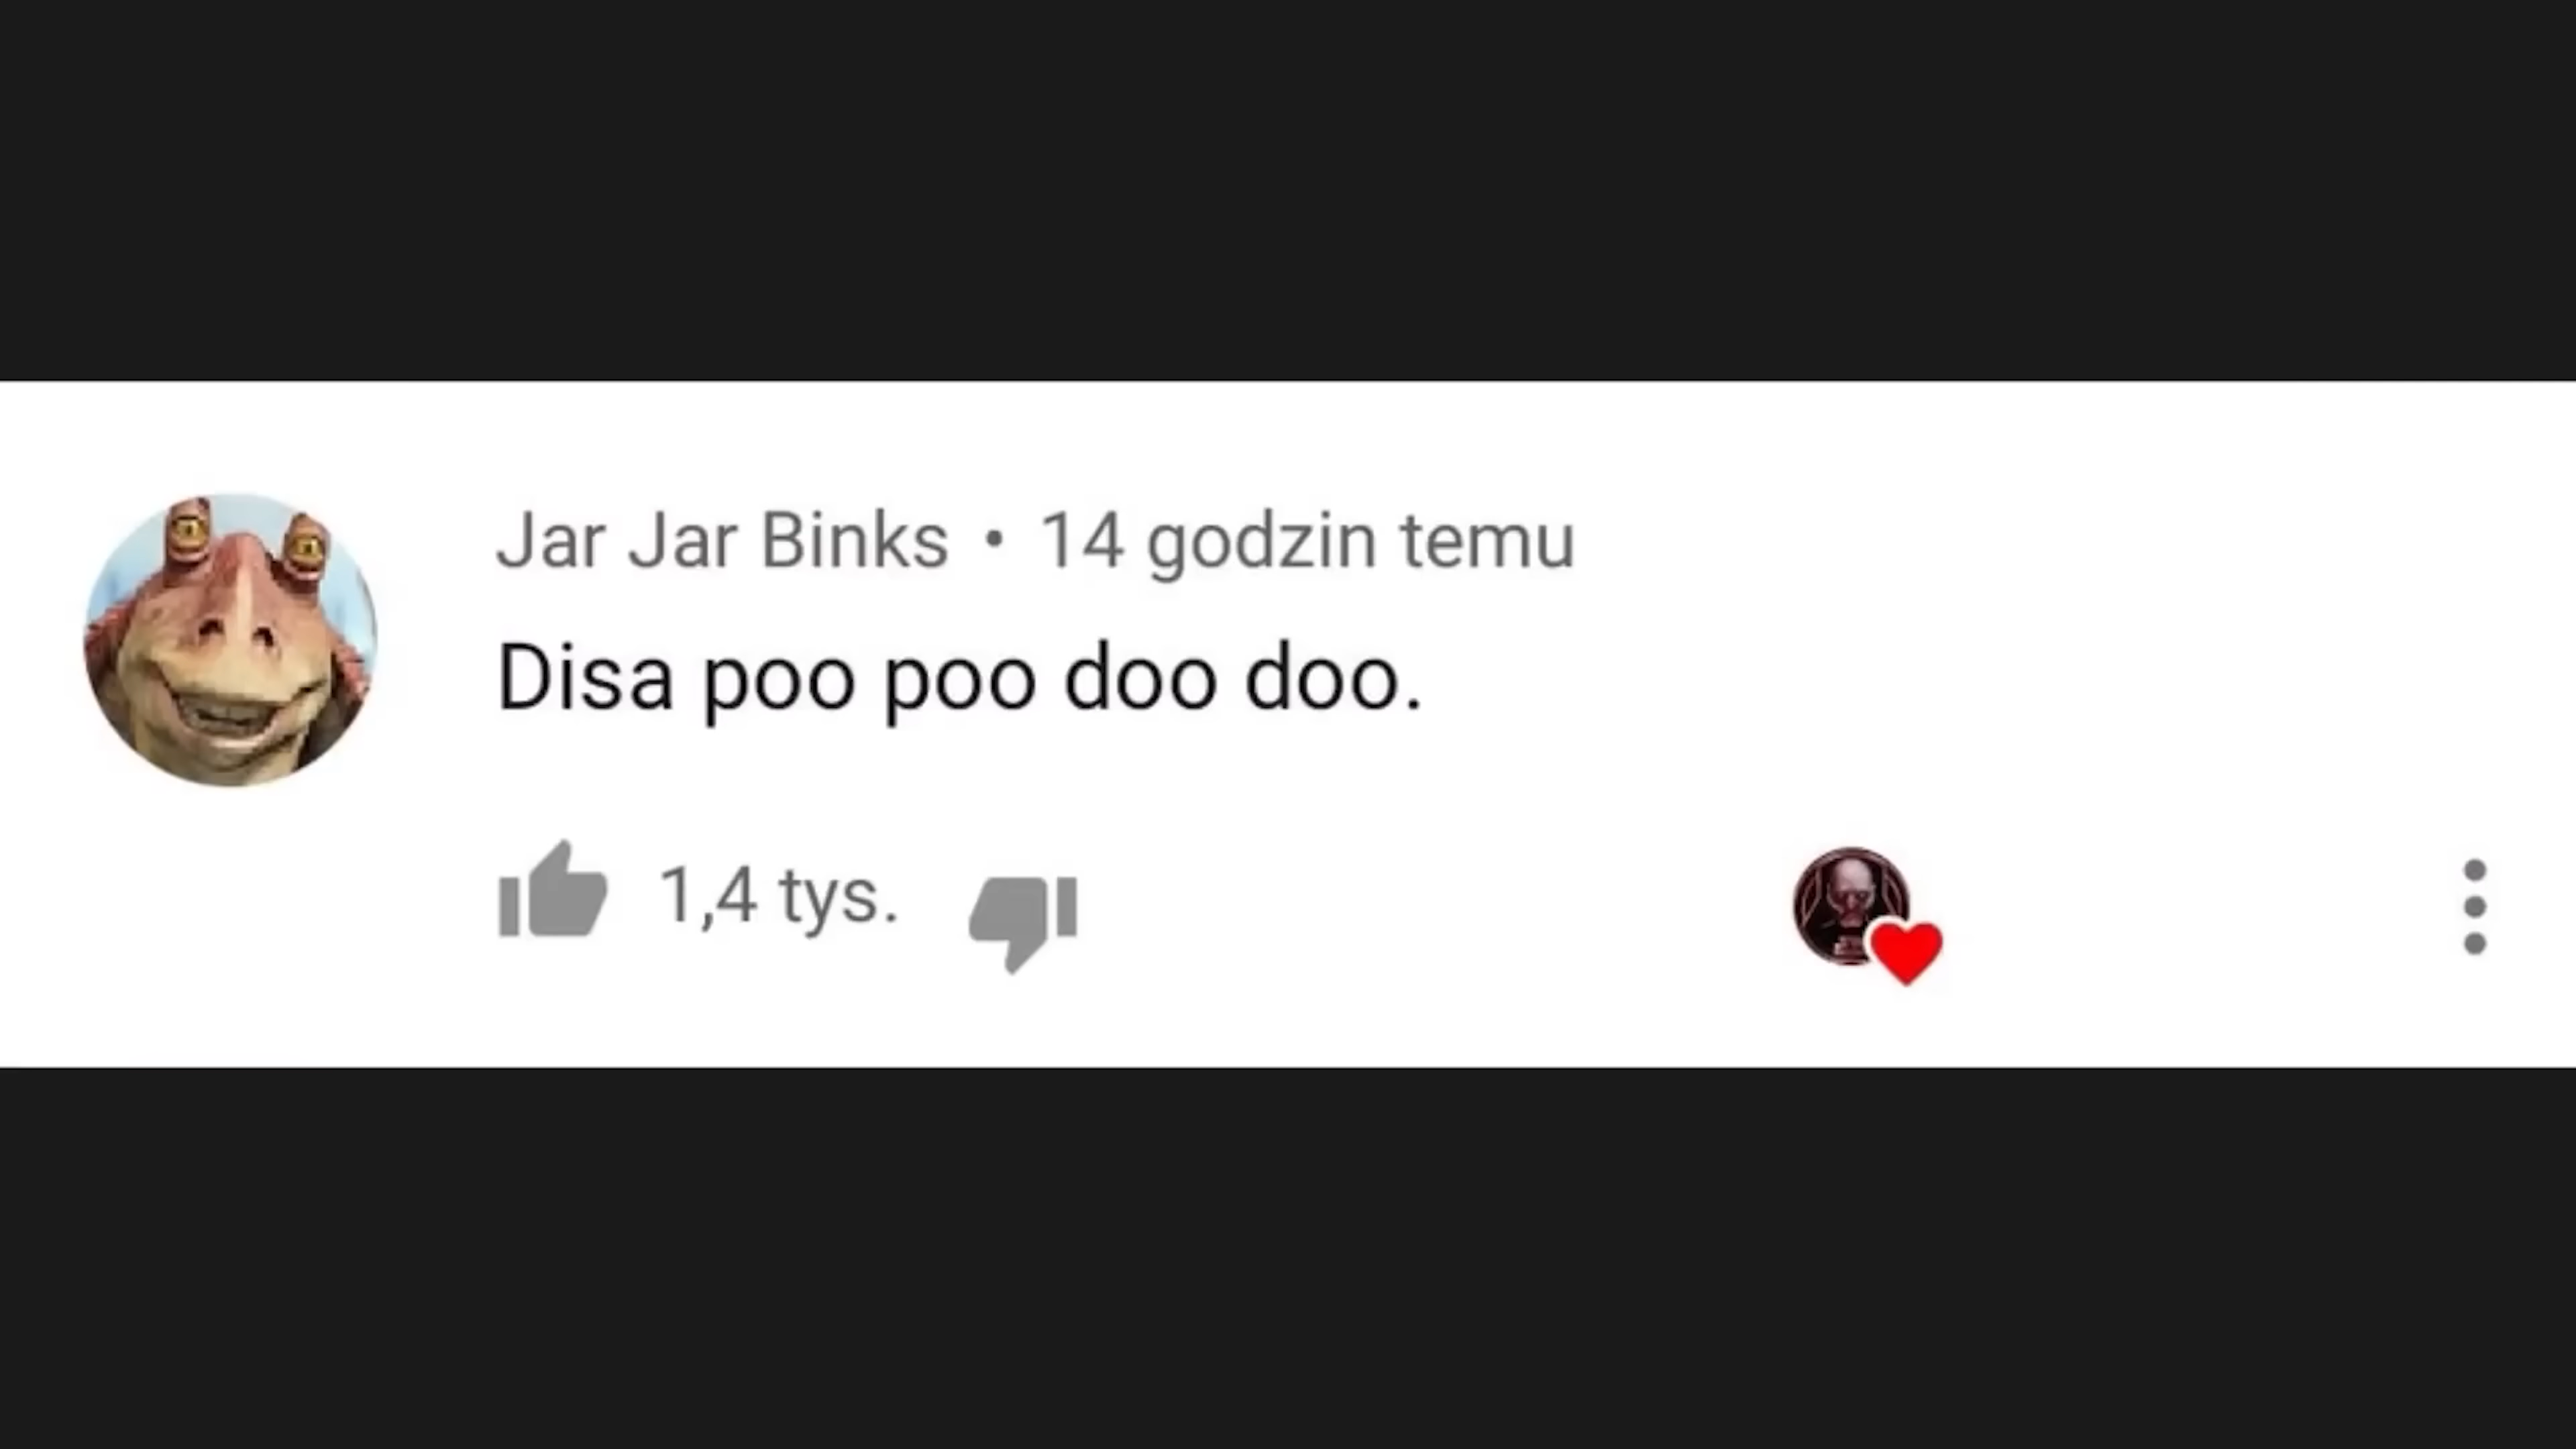 Jar Jar Binks • 14 godzin temu
Disa poo poo doo doo.
1,4 tys.